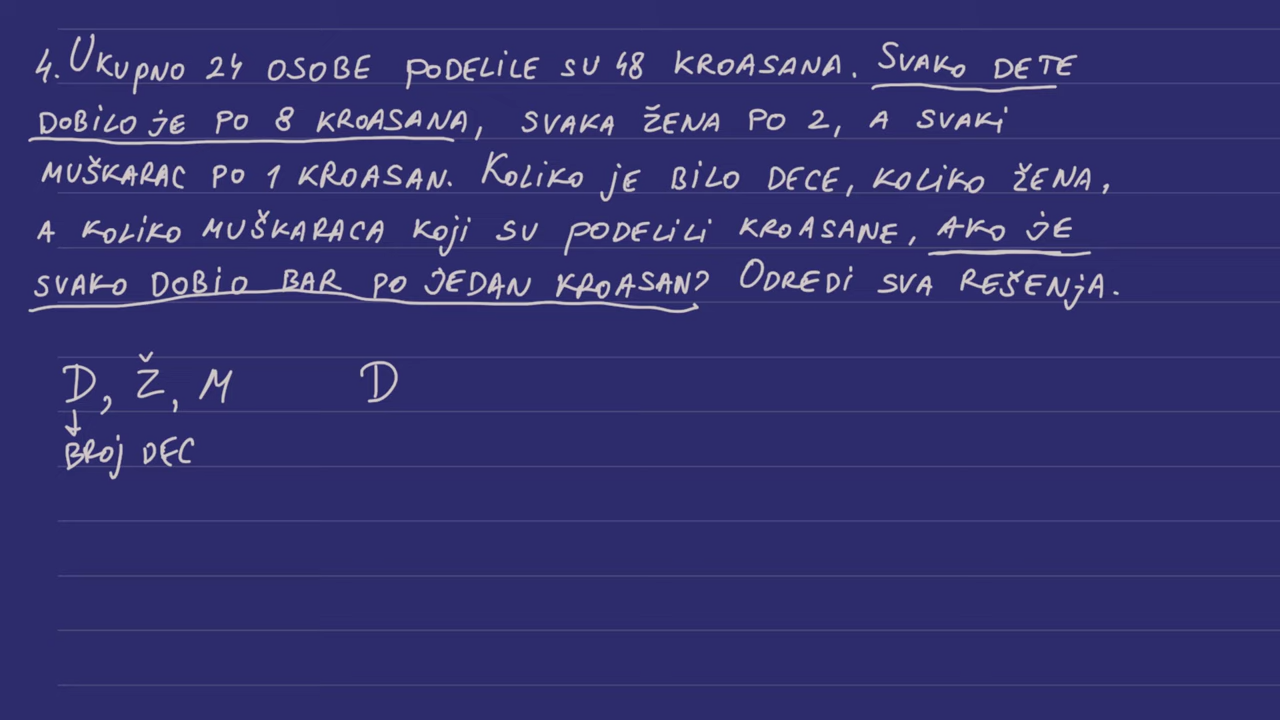 4. Ukupno 24 OSOBE PODELILE SU 48 KROASANA. SVAKO DETE
DOBILO JE PO 8 KROASANA, SVAKA ŽENA PO 2, A SVAKI
MUŠKARAC PO 1 KROASAN. KOLIKO JE BILO DECE, KOLIKO ŽENA,
A KOLIKO MUŠKARACA KOJI SU PODELILI KROASANE, AKO JE
SVAKO DOBIO BAR PO JEDAN KROASAN? ODREDI SVA REŠENJA.
D, Ž, M D
↓
BROJ DEC